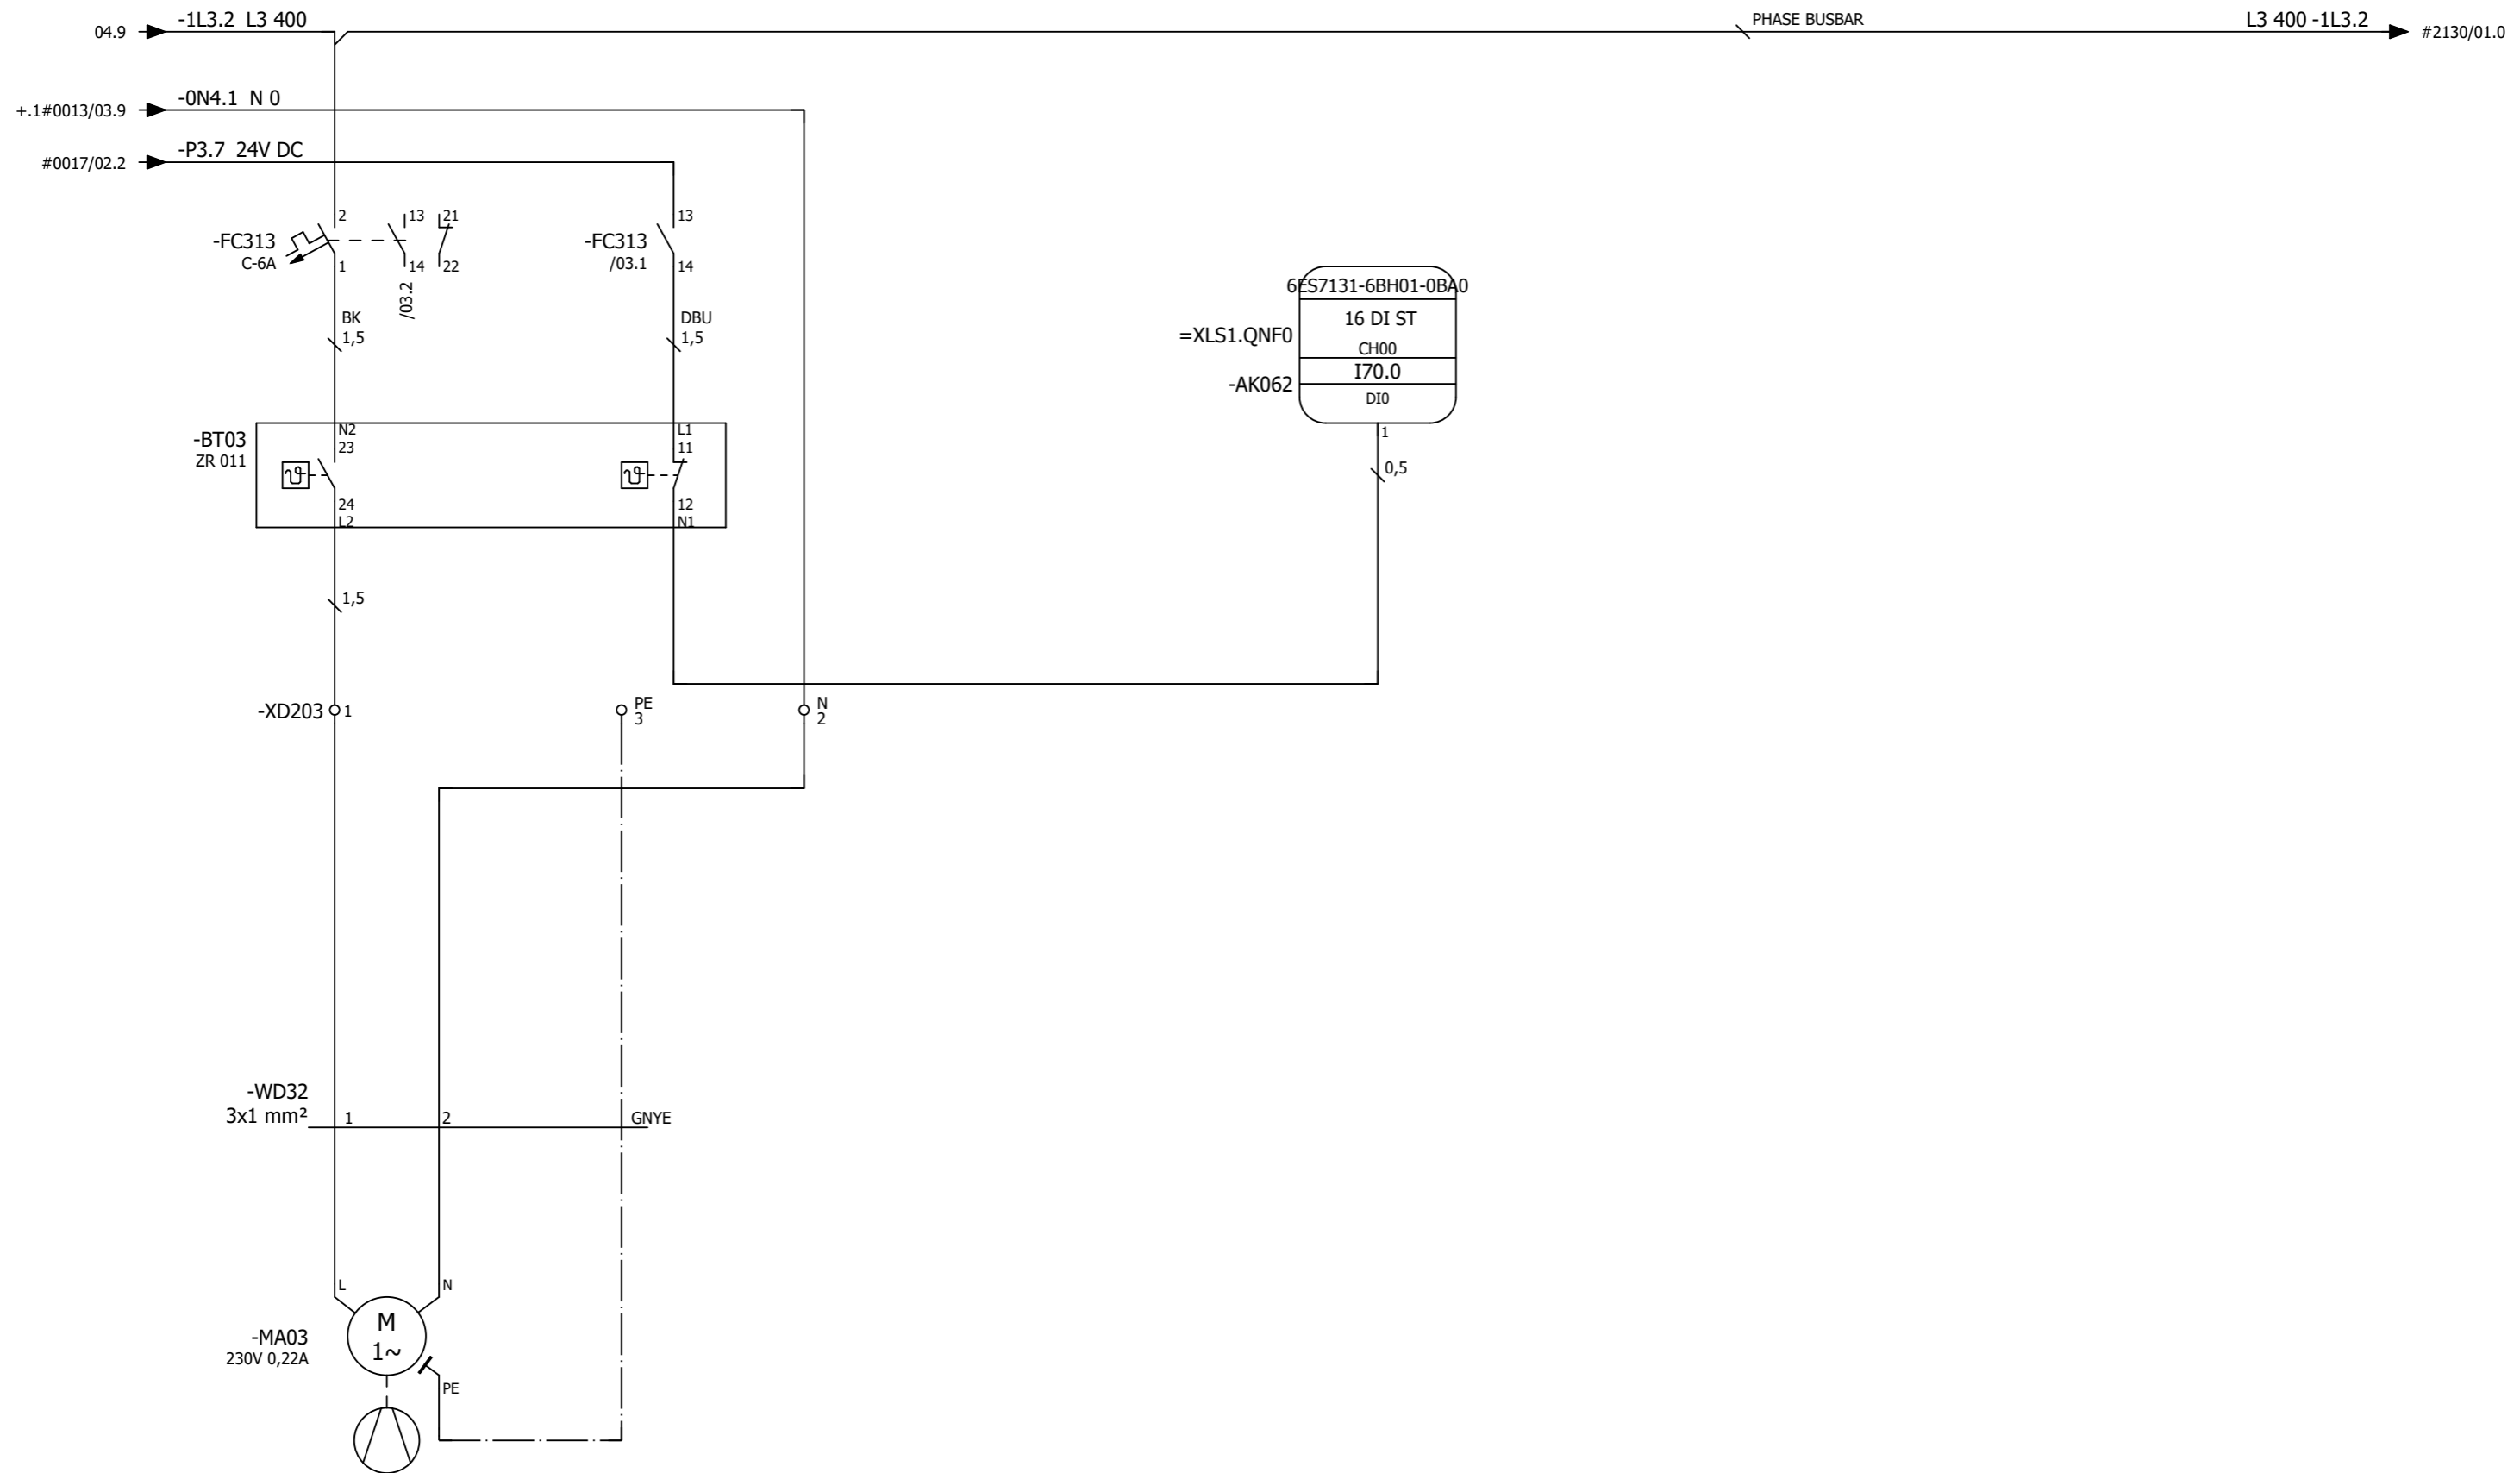 -1L3.2 L3 400
04.9
PHASE BUSBAR
L3 400 -1L3.2
#2130/01.0
-0N4.1 N 0
+.1#0013/03.9
-P3.7 24V DC
#0017/02.2
2
13
21
-FC313
C-6A
1
14
22
/03.2
13
-FC313
/03.1
14
BK
1,5
DBU
1,5
6ES7131-6BH01-0BA0
16 DI ST
=XLS1.QNF0
CH00
I70.0
-AK062
DI0
1
0,5
-BT03
ZR 011
N2
23
24
L2
L1
11
12
N1
1,5
-XD203
1
PE
3
N
2
-WD32
3x1 mm²
1
2
GNYE
L
N
M
1~
-MA03
230V 0,22A
PE